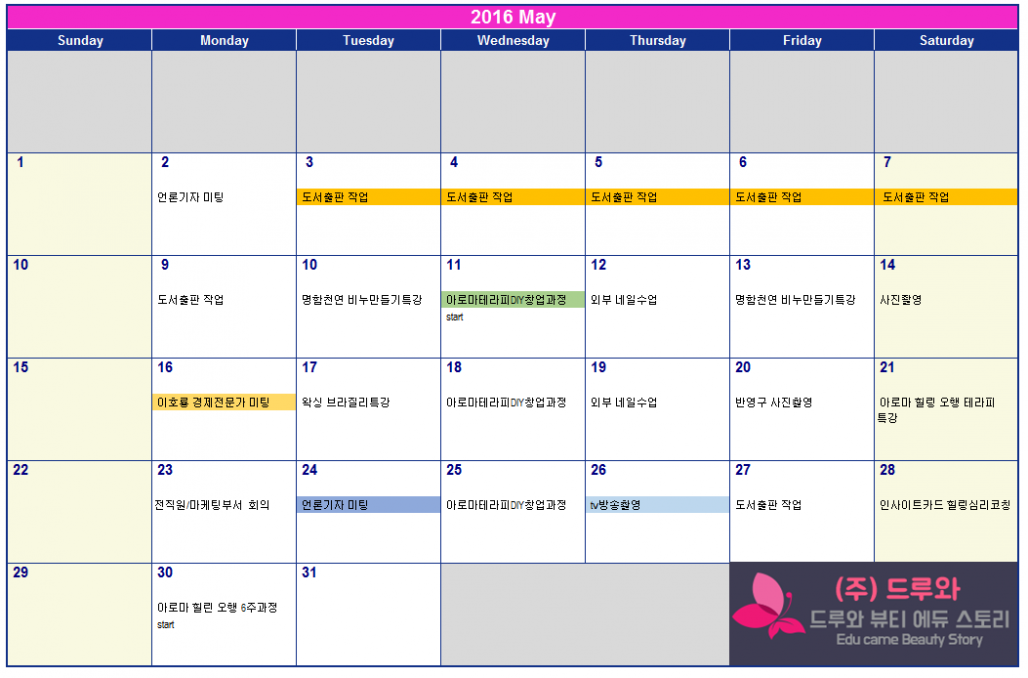 2016 May
Sunday Monday Tuesday Wednesday Thursday Friday Saturday
1 2 3 4 5 6 7
언론기자 미팅 도서출판 작업 도서출판 작업 도서출판 작업 도서출판 작업 도서출판 작업
10 9 10 11 12 13 14
도서출판 작업 명함천연 비누만들기특강 아로마테라피DIY창업과정 외부 네일수업 명함천연 비누만들기특강 사진촬영
start
15 16 17 18 19 20 21
이호룡 경제전문가 미팅 왁싱 브라질리특강 아로마테라피DIY창업과정 외부 네일수업 반영구 사진촬영 아로마 힐링 오행 테라피
특강
22 23 24 25 26 27 28
전직원/마케팅부서 회의 언론기자 미팅 아로마테라피DIY창업과정 tv방송촬영 도서출판 작업 인사이트카드 힐링심리코칭
29 30 31
아로마 힐린 오행 6주과정
start
(주) 드루와
드루와 뷰티 에듀 스토리
Edu came Beauty Story